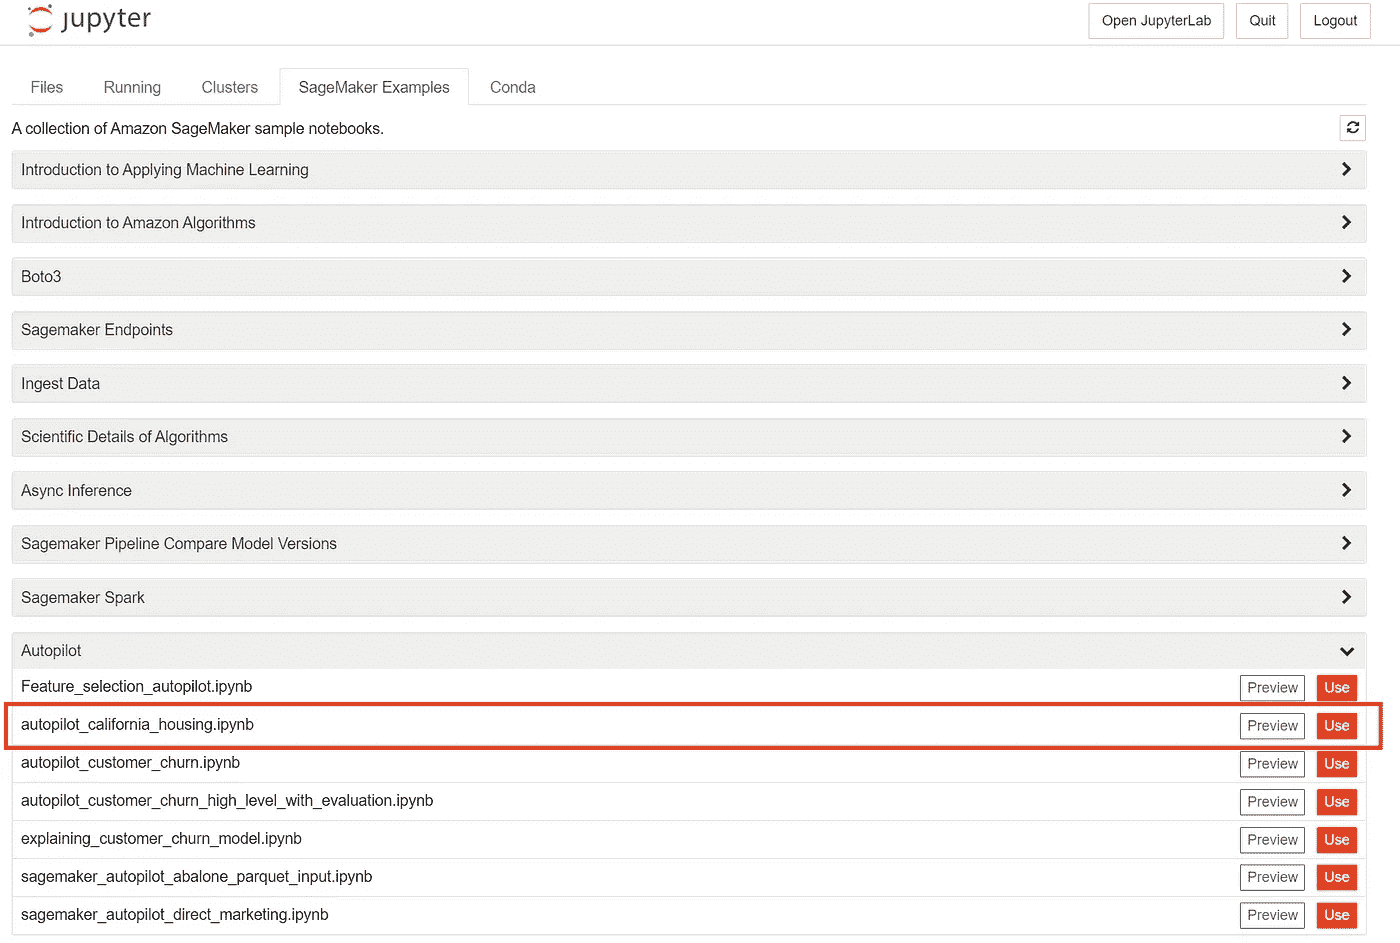 jupyter
Open JupyterLab Quit Logout
Files Running Clusters SageMaker Examples Conda
A collection of Amazon SageMaker sample notebooks.
Introduction to Applying Machine Learning
Introduction to Amazon Algorithms
Boto3
Sagemaker Endpoints
Ingest Data
Scientific Details of Algorithms
Async Inference
Sagemaker Pipeline Compare Model Versions
Sagemaker Spark
Autopilot
Feature_selection_autopilot.ipynb Preview Use
autopilot_california_housing.ipynb Preview Use
autopilot_customer_churn.ipynb Preview Use
autopilot_customer_churn_high_level_with_evaluation.ipynb Preview Use
explaining_customer_churn_model.ipynb Preview Use
sagemaker_autopilot_abalone_parquet_input.ipynb Preview Use
sagemaker_autopilot_direct_marketing.ipynb Preview Use